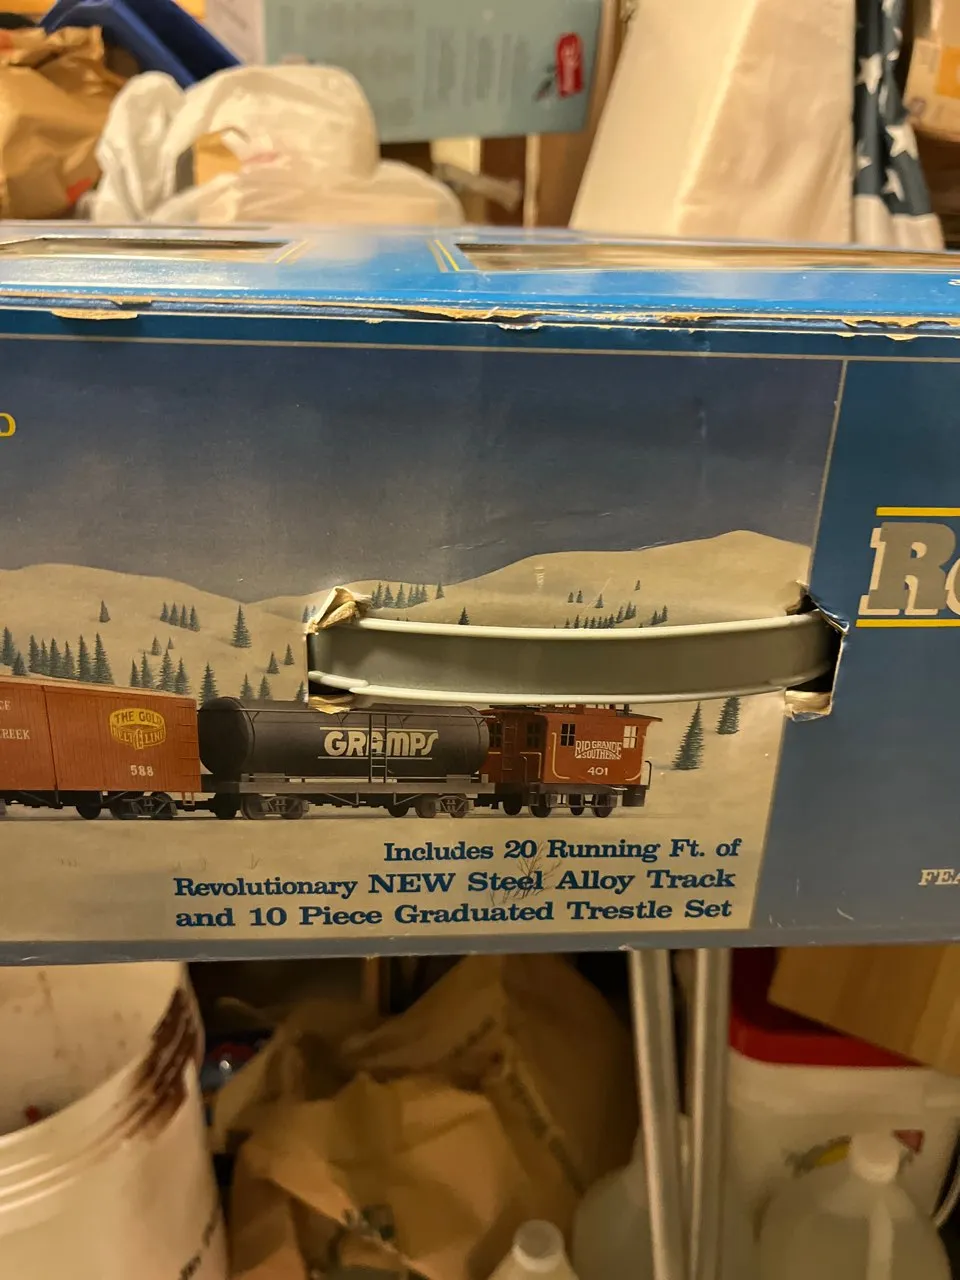 THE GOLD
BELT LINE
CREEK
588
GRAMPS
RIO GRANDE
SOUTHERN
401
Includes 20 Running Ft. of
Revolutionary NEW Steel Alloy Track
and 10 Piece Graduated Trestle Set